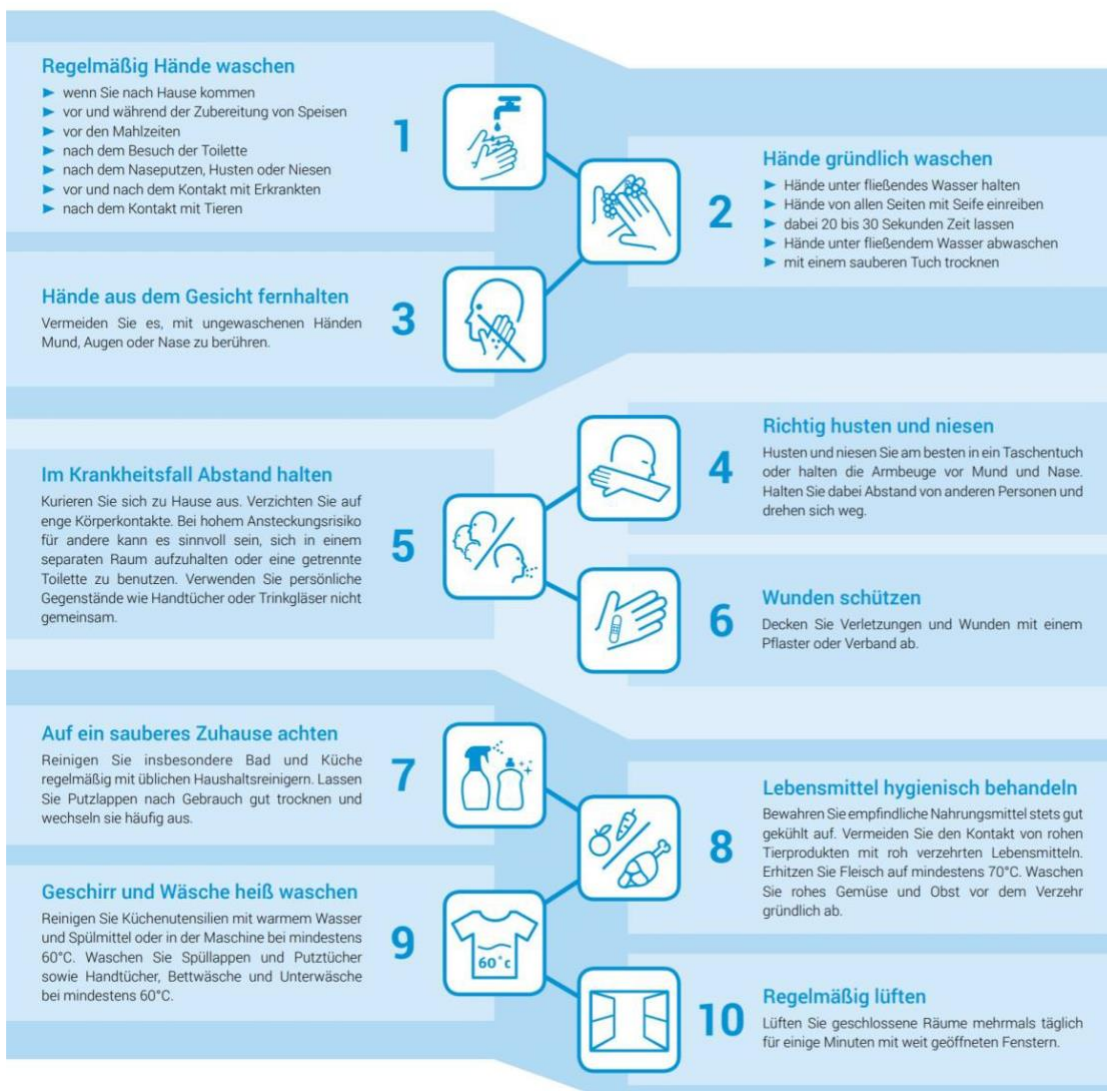 Regelmäßig Hände waschen
► wenn Sie nach Hause kommen
► vor und während der Zubereitung von Speisen
► vor den Mahlzeiten
► nach dem Besuch der Toilette
► nach dem Naseputzen, Husten oder Niesen
► vor und nach dem Kontakt mit Erkrankten
► nach dem Kontakt mit Tieren
1
2
Hände gründlich waschen
► Hände unter fließendes Wasser halten
► Hände von allen Seiten mit Seife einreiben
► dabei 20 bis 30 Sekunden Zeit lassen
► Hände unter fließendem Wasser abwaschen
► mit einem sauberen Tuch trocknen
Hände aus dem Gesicht fernhalten
Vermeiden Sie es, mit ungewaschenen Händen
Mund, Augen oder Nase zu berühren.
3
4
Richtig husten und niesen
Husten und niesen Sie am besten in ein Taschentuch
oder halten die Armbeuge vor Mund und Nase.
Halten Sie dabei Abstand von anderen Personen und
drehen sich weg.
Im Krankheitsfall Abstand halten
Kurieren Sie sich zu Hause aus. Verzichten Sie auf
enge Körperkontakte. Bei hohem Ansteckungsrisiko
für andere kann es sinnvoll sein, sich in einem
separaten Raum aufzuhalten oder eine getrennte
Toilette zu benutzen. Verwenden Sie persönliche
Gegenstände wie Handtücher oder Trinkgläser nicht
gemeinsam.
5
6
Wunden schützen
Decken Sie Verletzungen und Wunden mit einem
Pflaster oder Verband ab.
Auf ein sauberes Zuhause achten
Reinigen Sie insbesondere Bad und Küche
regelmäßig mit üblichen Haushaltsreinigern. Lassen
Sie Putzlappen nach Gebrauch gut trocknen und
wechseln sie häufig aus.
7
8
Lebensmittel hygienisch behandeln
Bewahren Sie empfindliche Nahrungsmittel stets gut
gekühlt auf. Vermeiden Sie den Kontakt von rohen
Tierprodukten mit roh verzehrten Lebensmitteln.
Erhitzen Sie Fleisch auf mindestens 70°C. Waschen
Sie rohes Gemüse und Obst vor dem Verzehr
gründlich ab.
Geschirr und Wäsche heiß waschen
Reinigen Sie Küchenutensilien mit warmem Wasser
und Spülmittel oder in der Maschine bei mindestens
60°C. Waschen Sie Spüllappen und Putztücher
sowie Handtücher, Bettwäsche und Unterwäsche
bei mindestens 60°C.
9
60°c
10
Regelmäßig lüften
Lüften Sie geschlossene Räume mehrmals täglich
für einige Minuten mit weit geöffneten Fenstern.